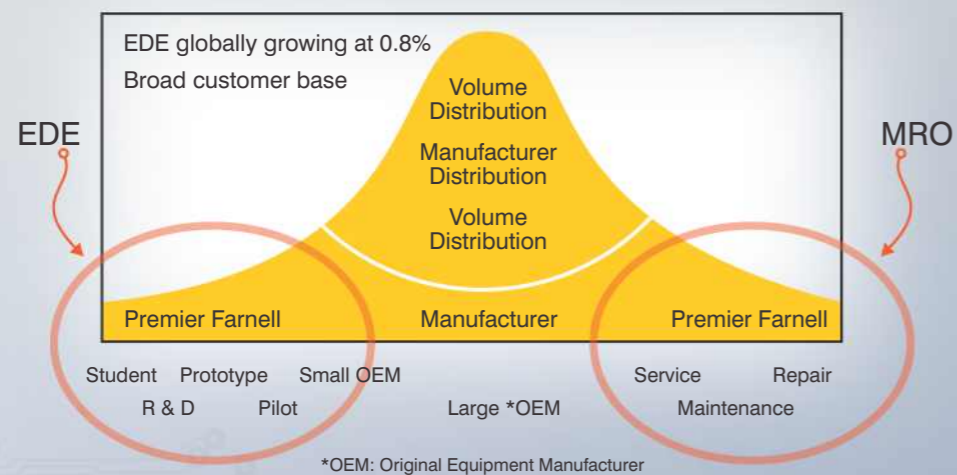 EDE globally growing at 0.8%
Broad customer base
EDE
MRO
Volume
Distribution
Manufacturer
Distribution
Volume
Distribution
Premier Farnell
Manufacturer
Premier Farnell
Student Prototype Small OEM
Service Repair
R & D Pilot
Large *OEM
Maintenance
*OEM: Original Equipment Manufacturer